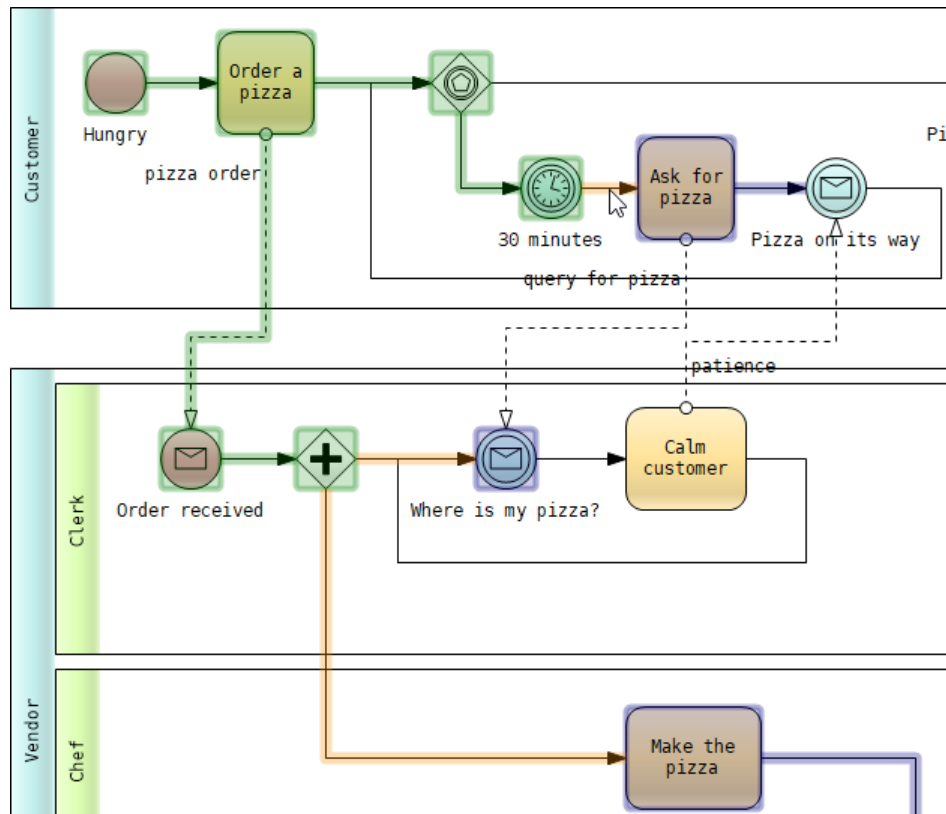 Customer
Hungry
Order a
pizza
pizza order
30 minutes
Ask for
pizza
Pizza on its way
query for pizza
Pi
patience
Vendor
Clerk
Order received
Where is my pizza?
Calm
customer
Chef
Make the
pizza